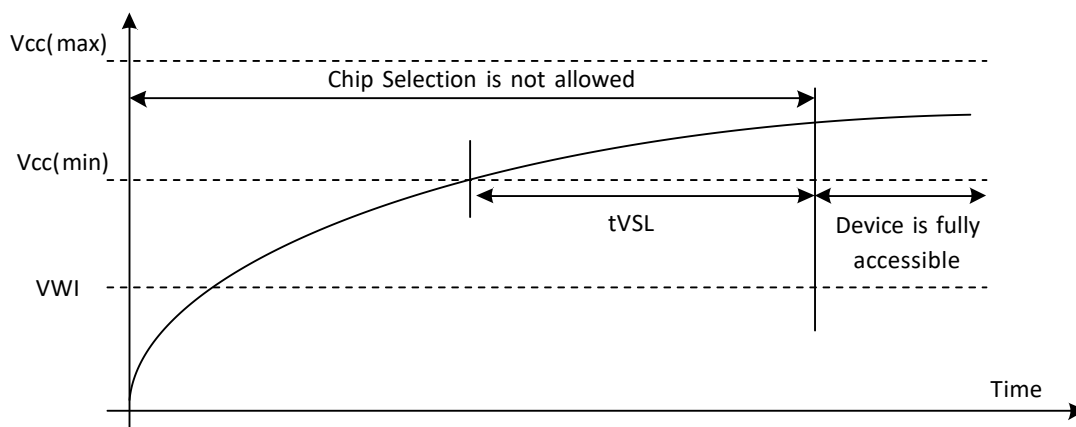 Vcc(max)
Chip Selection is not allowed
Vcc(min)
tVSL
Device is fully
accessible
VWI
Time